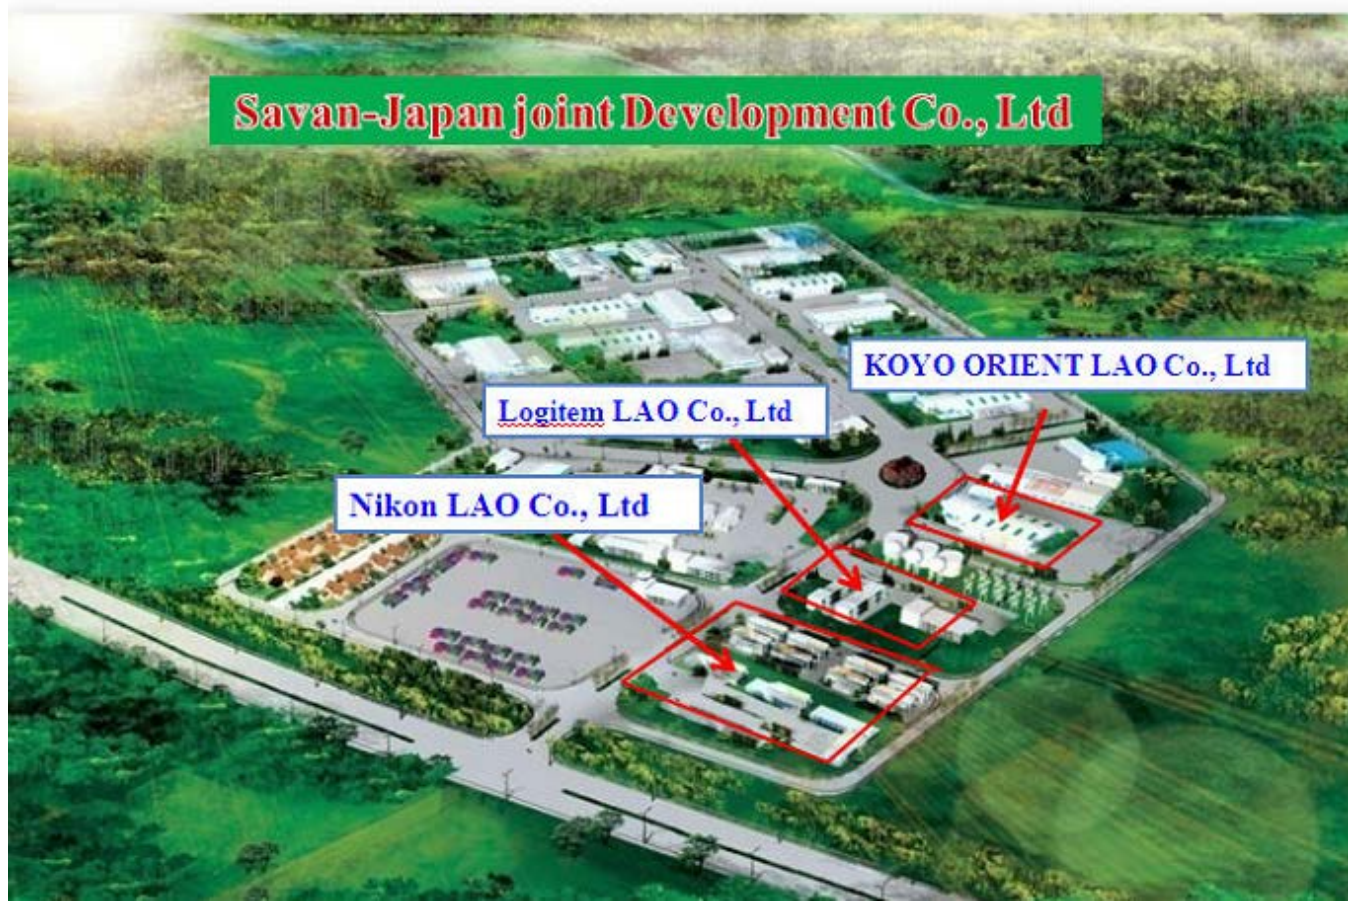 Savan-Japan joint Development Co., Ltd
KOYO ORIENT LAO Co., Ltd
Logitem LAO Co., Ltd
Nikon LAO Co., Ltd